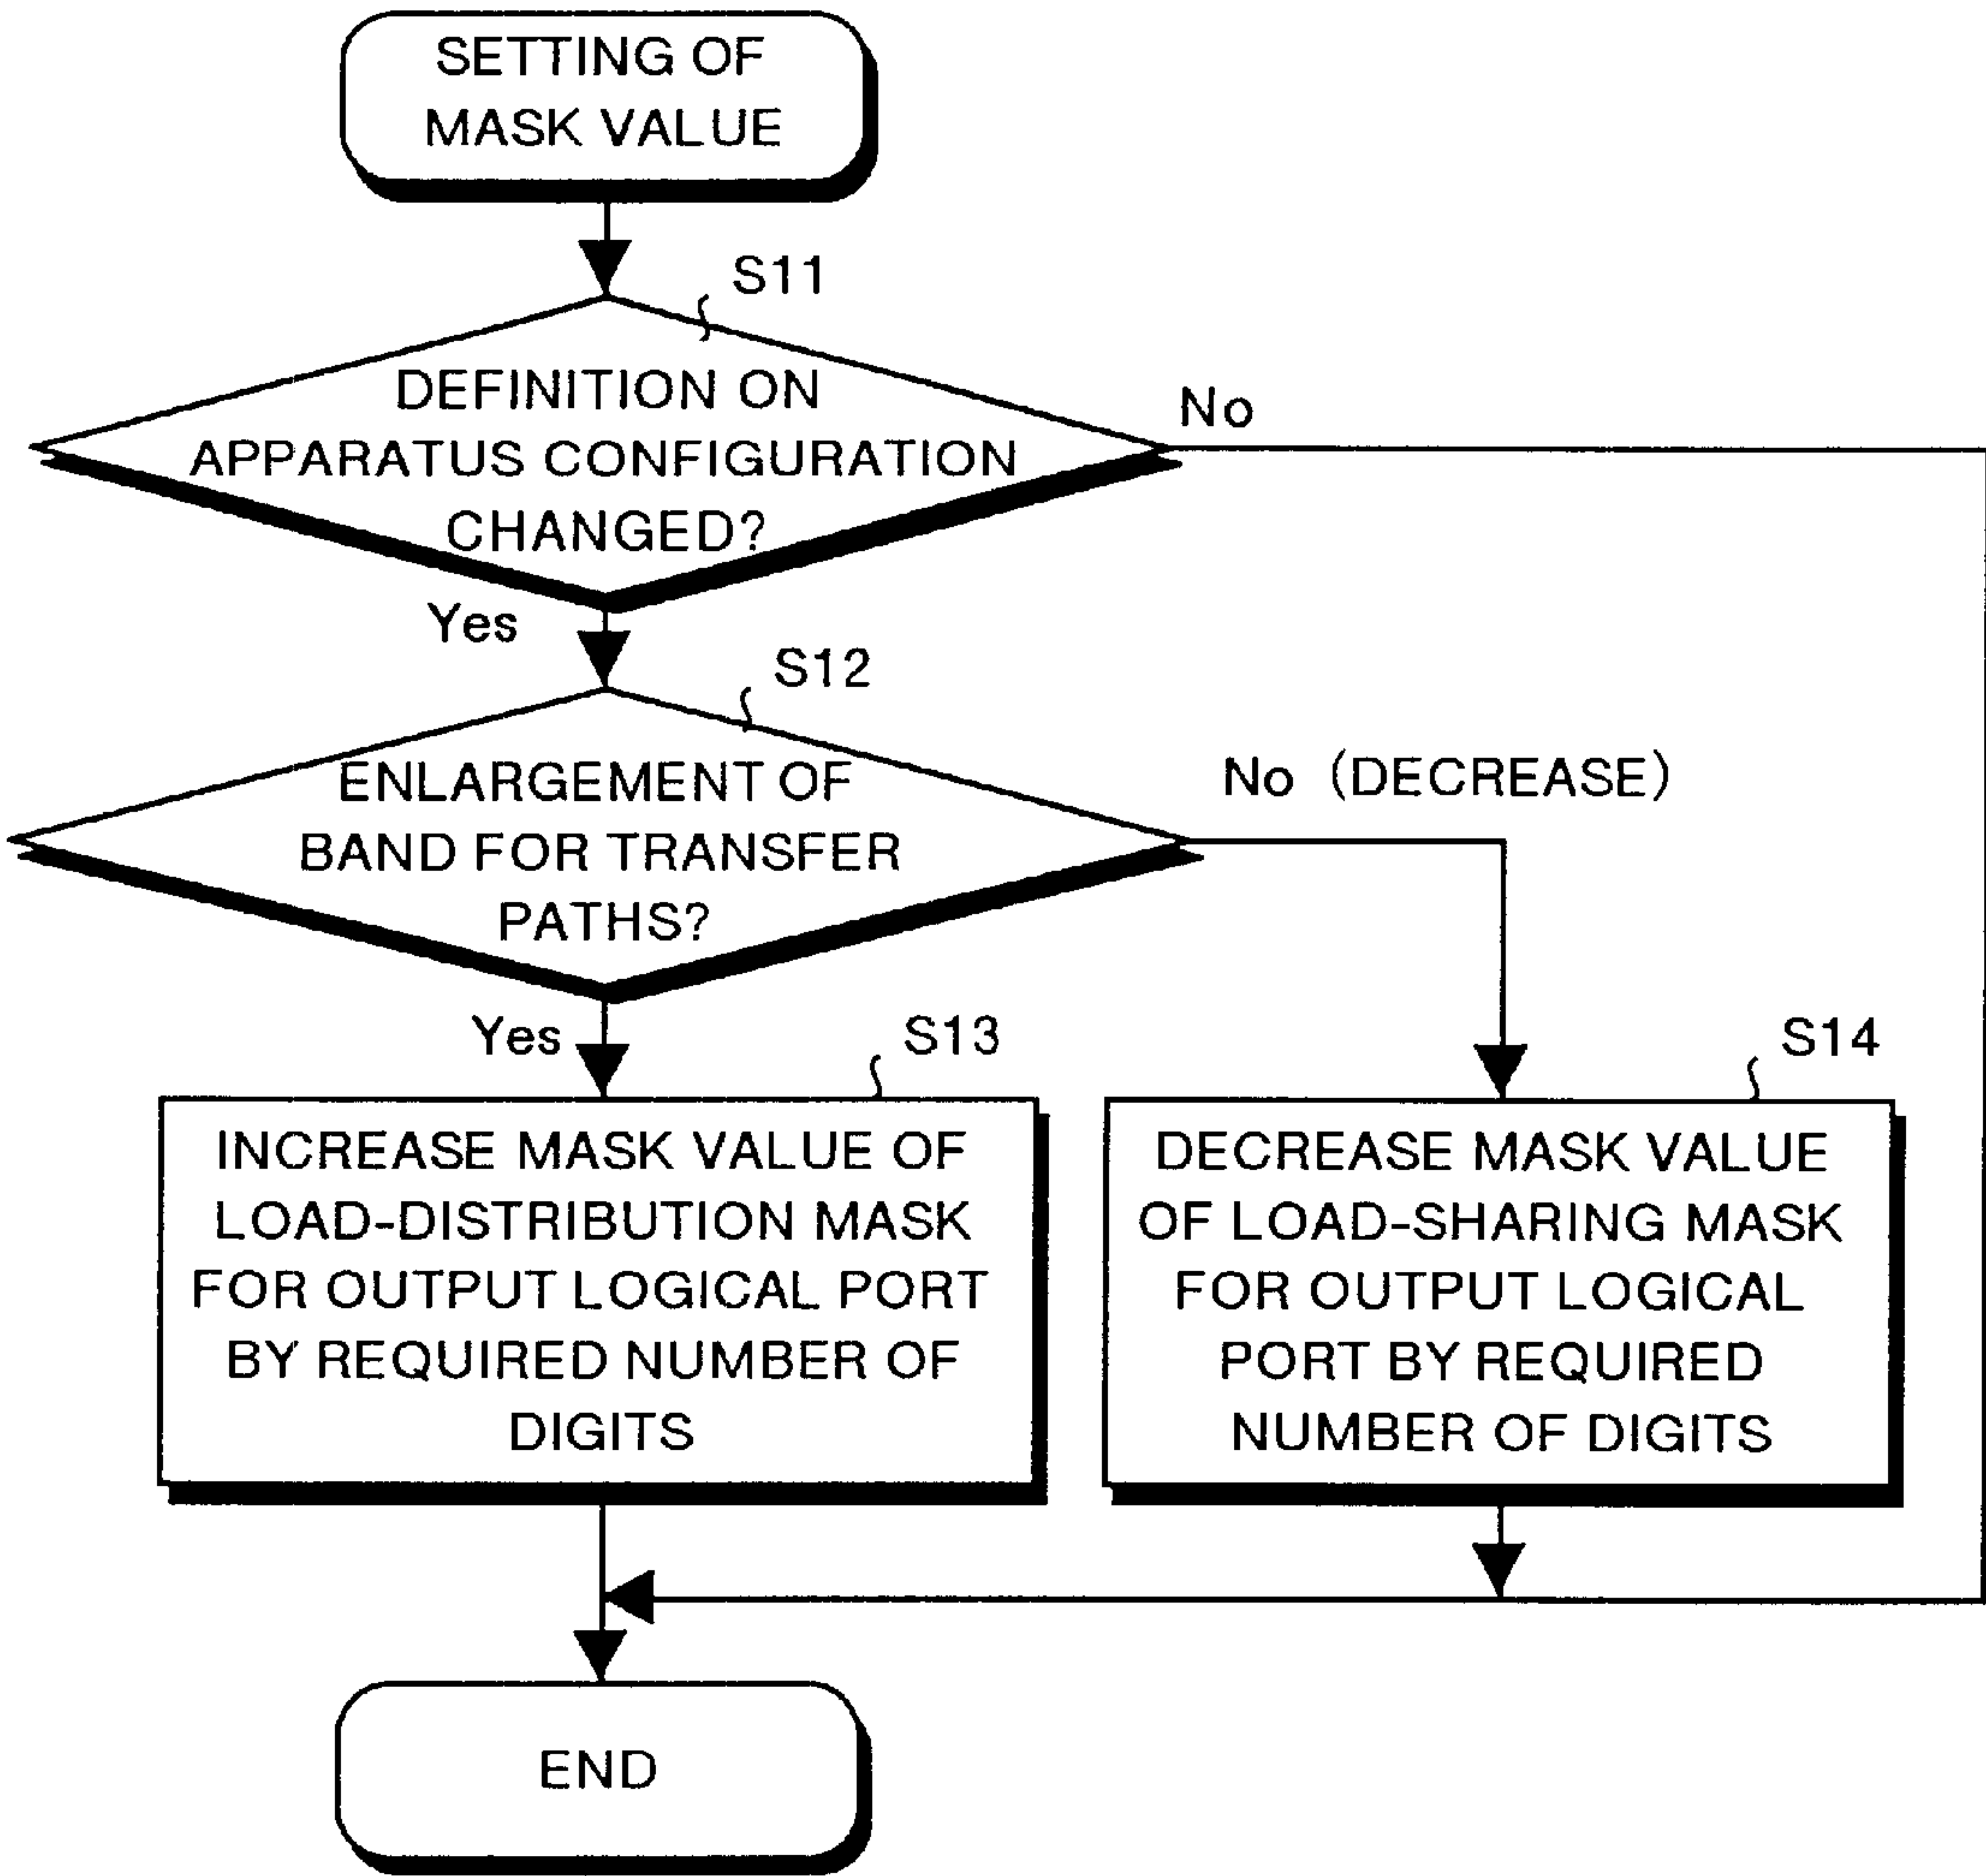 SETTING OF
MASK VALUE
S11
DEFINITION ON
APPARATUS CONFIGURATION
CHANGED?
No
Yes
S12
ENLARGEMENT OF
BAND FOR TRANSFER
PATHS?
No (DECREASE)
Yes
S13
INCREASE MASK VALUE OF
LOAD-DISTRIBUTION MASK
FOR OUTPUT LOGICAL PORT
BY REQUIRED NUMBER OF
DIGITS
S14
DECREASE MASK VALUE
OF LOAD-SHARING MASK
FOR OUTPUT LOGICAL
PORT BY REQUIRED
NUMBER OF DIGITS
END